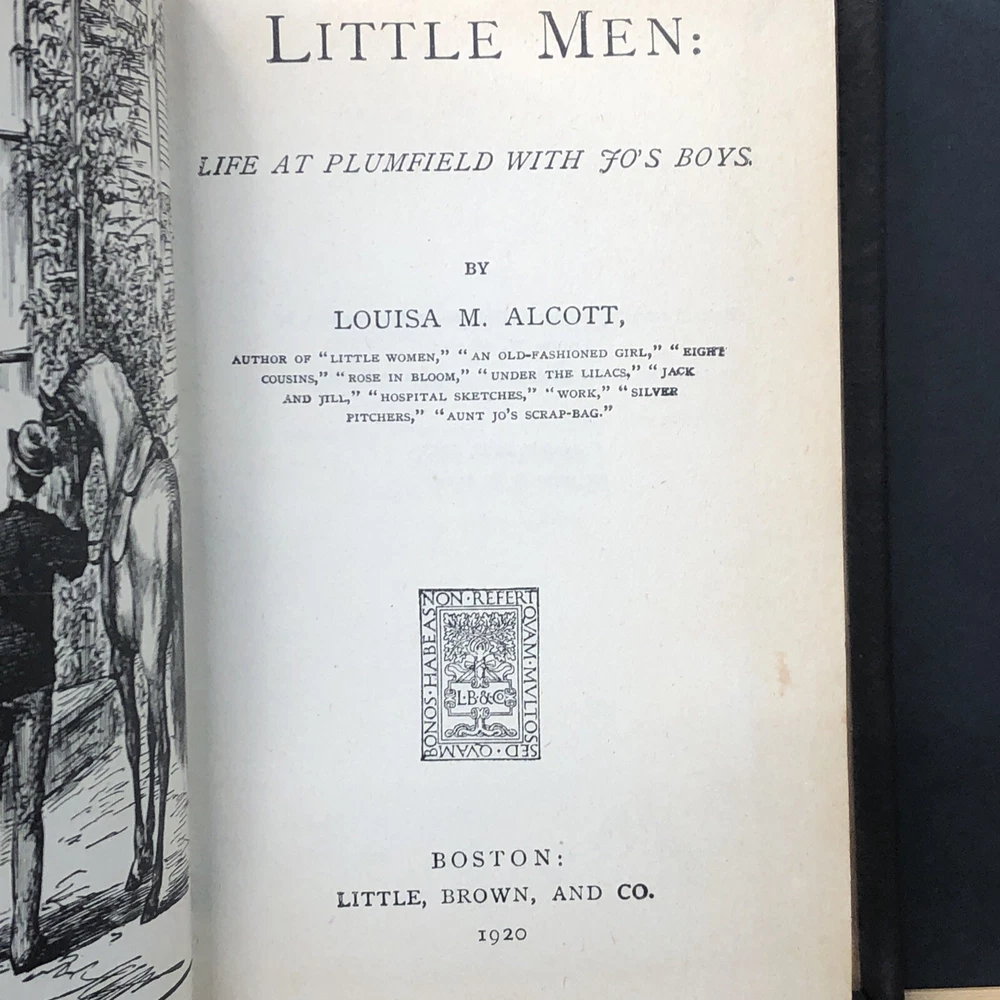 LITTLE MEN:
LIFE AT PLUMFIELD WITH JO'S BOYS.
BY
LOUISA M. ALCOTT,
AUTHOR OF “LITTLE WOMEN,” “AN OLD-FASHIONED GIRL,” “EIGHT
COUSINS,” “ROSE IN BLOOM,” “UNDER THE LILACS,” “JACK
AND JILL,” “HOSPITAL SKETCHES,” “WORK,” “SILVER
PITCHERS,” “AUNT JO'S SCRAP-BAG.”
NON·REFERT
QVAM·MVLTOS
SED·QVAM
BONOS·HABEAS
L·B·&Co·
BOSTON:
LITTLE, BROWN, AND CO.
1920